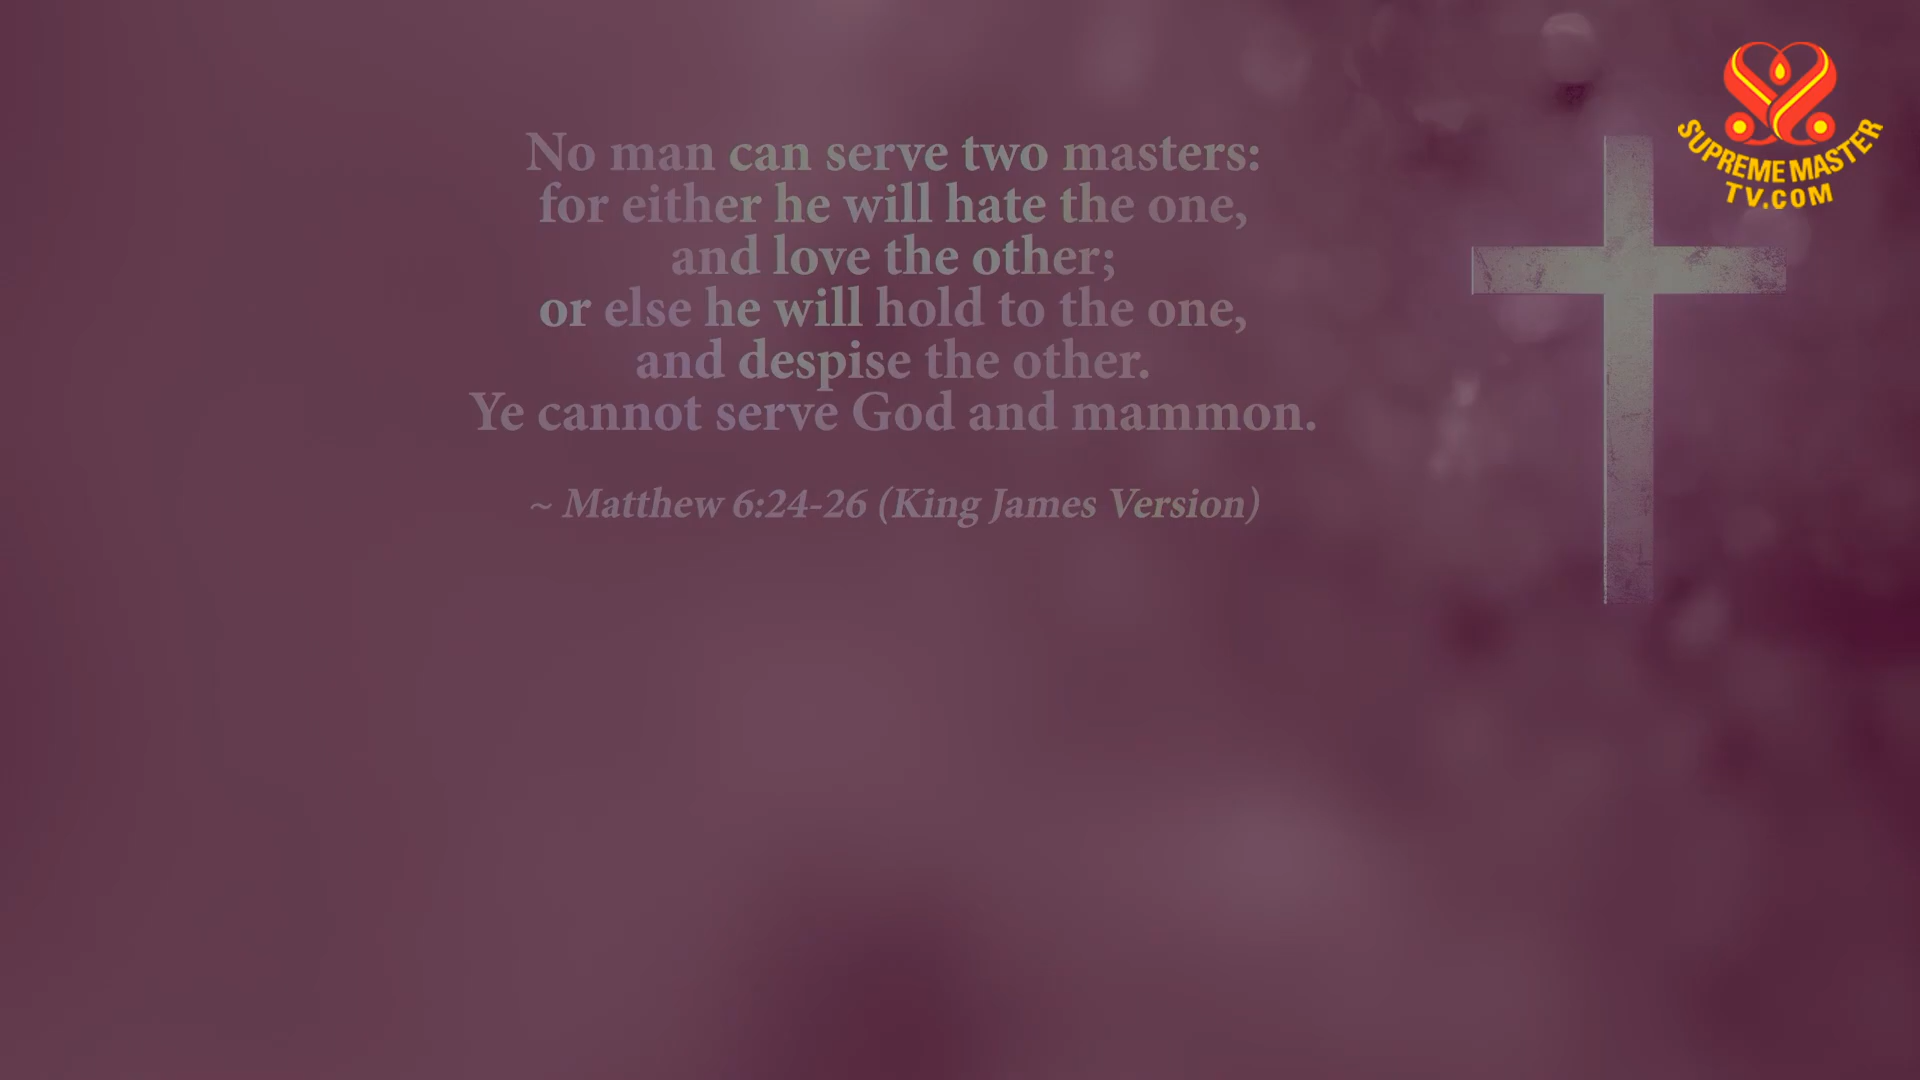 No man can serve two masters:
for either he will hate the one,
and love the other;
or else he will hold to the one,
and despise the other.
Ye cannot serve God and mammon.
~ Matthew 6:24-26 (King James Version)
SUPREME MASTER
TV.COM